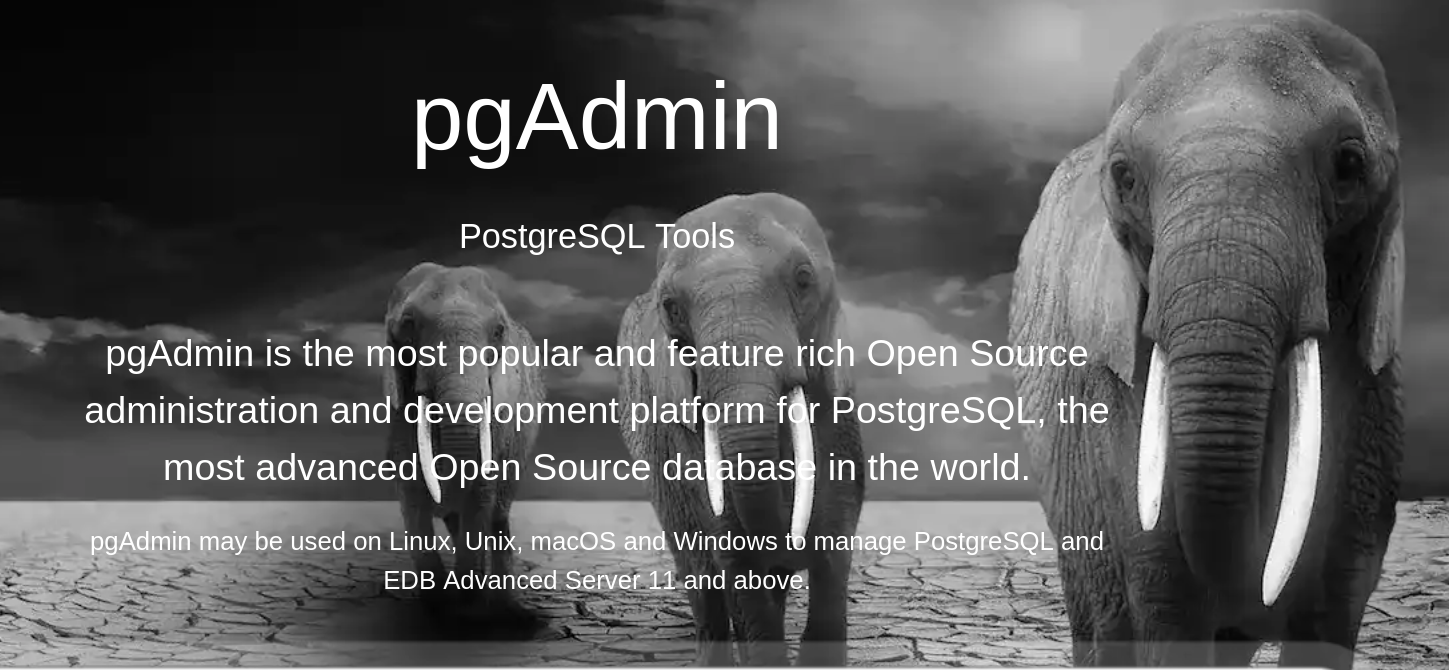 pgAdmin
PostgreSQL Tools
pgAdmin is the most popular and feature rich Open Source
administration and development platform for PostgreSQL, the
most advanced Open Source database in the world.
pgAdmin may be used on Linux, Unix, macOS and Windows to manage PostgreSQL and
EDB Advanced Server 11 and above.